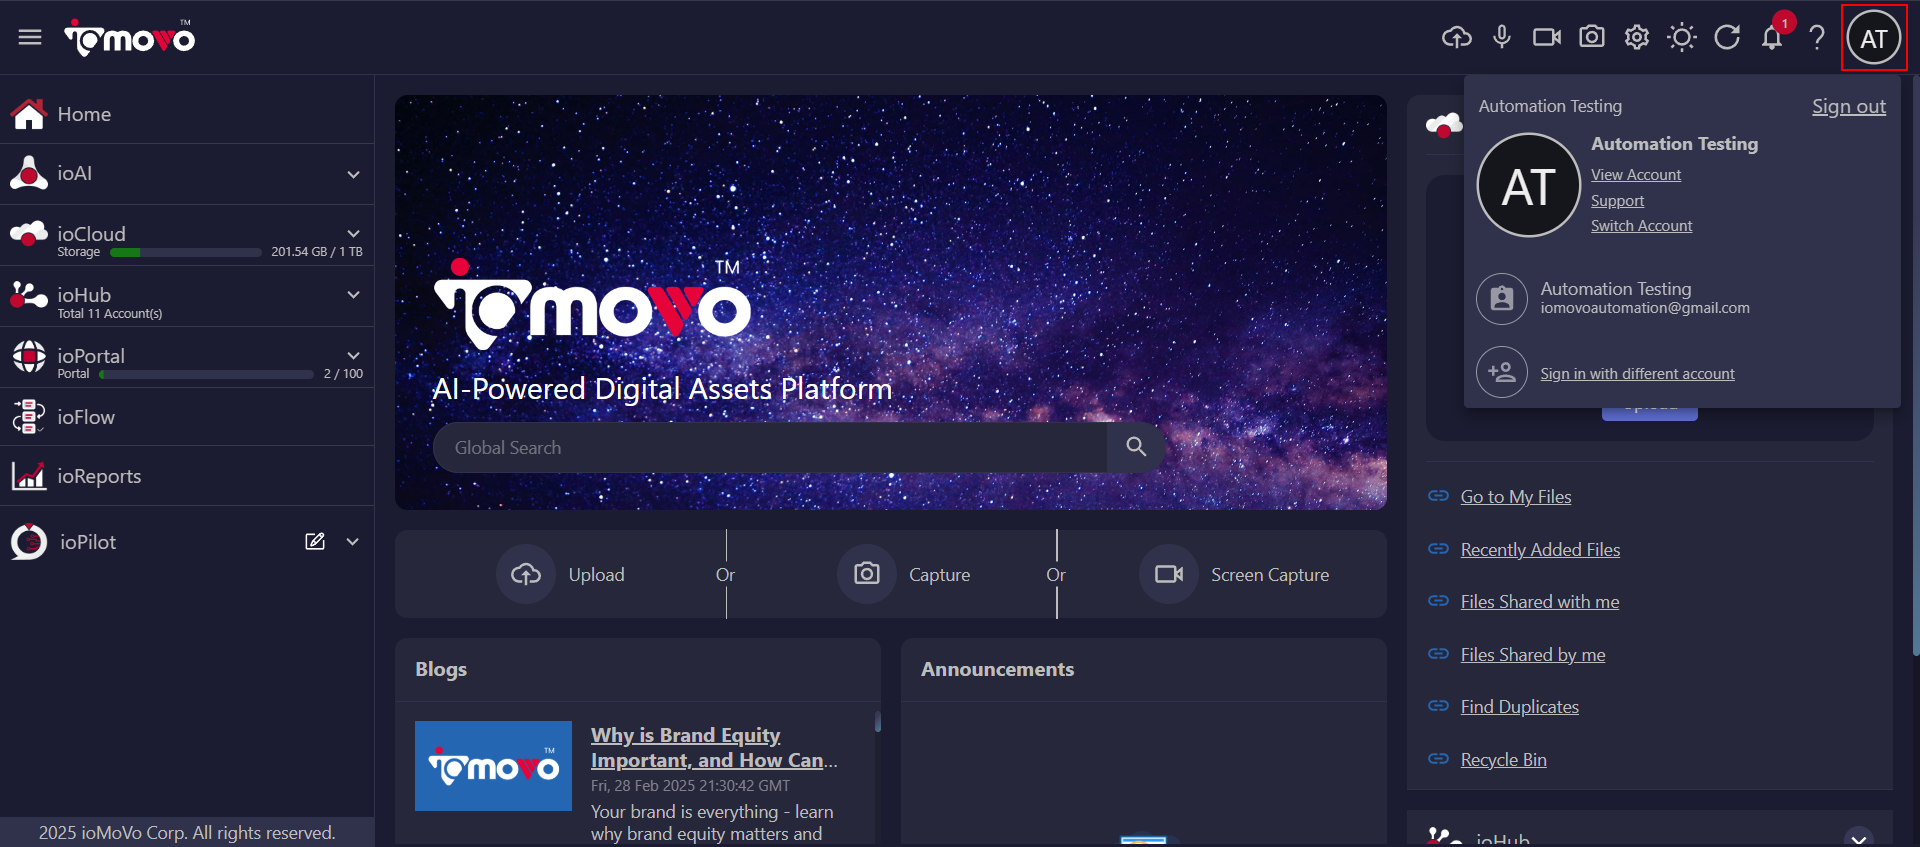 iomovo TM
1
AT
Home
ioAI
ioCloud
Storage 201.54 GB / 1 TB
ioHub
Total 11 Account(s)
ioPortal
Portal 2 / 100
ioFlow
ioReports
ioPilot
2025 ioMoVo Corp. All rights reserved.
iomovo TM
AI-Powered Digital Assets Platform
Global Search
Upload Or Capture Or Screen Capture
Blogs
iomovo TM
Why is Brand Equity
Important, and How Can...
Fri, 28 Feb 2025 21:30:42 GMT
Your brand is everything - learn
why brand equity matters and
Announcements
Automation Testing Sign out
AT
Automation Testing
View Account
Support
Switch Account
Automation Testing
iomovoautomation@gmail.com
Sign in with different account
Upload
Go to My Files
Recently Added Files
Files Shared with me
Files Shared by me
Find Duplicates
Recycle Bin
ioHub